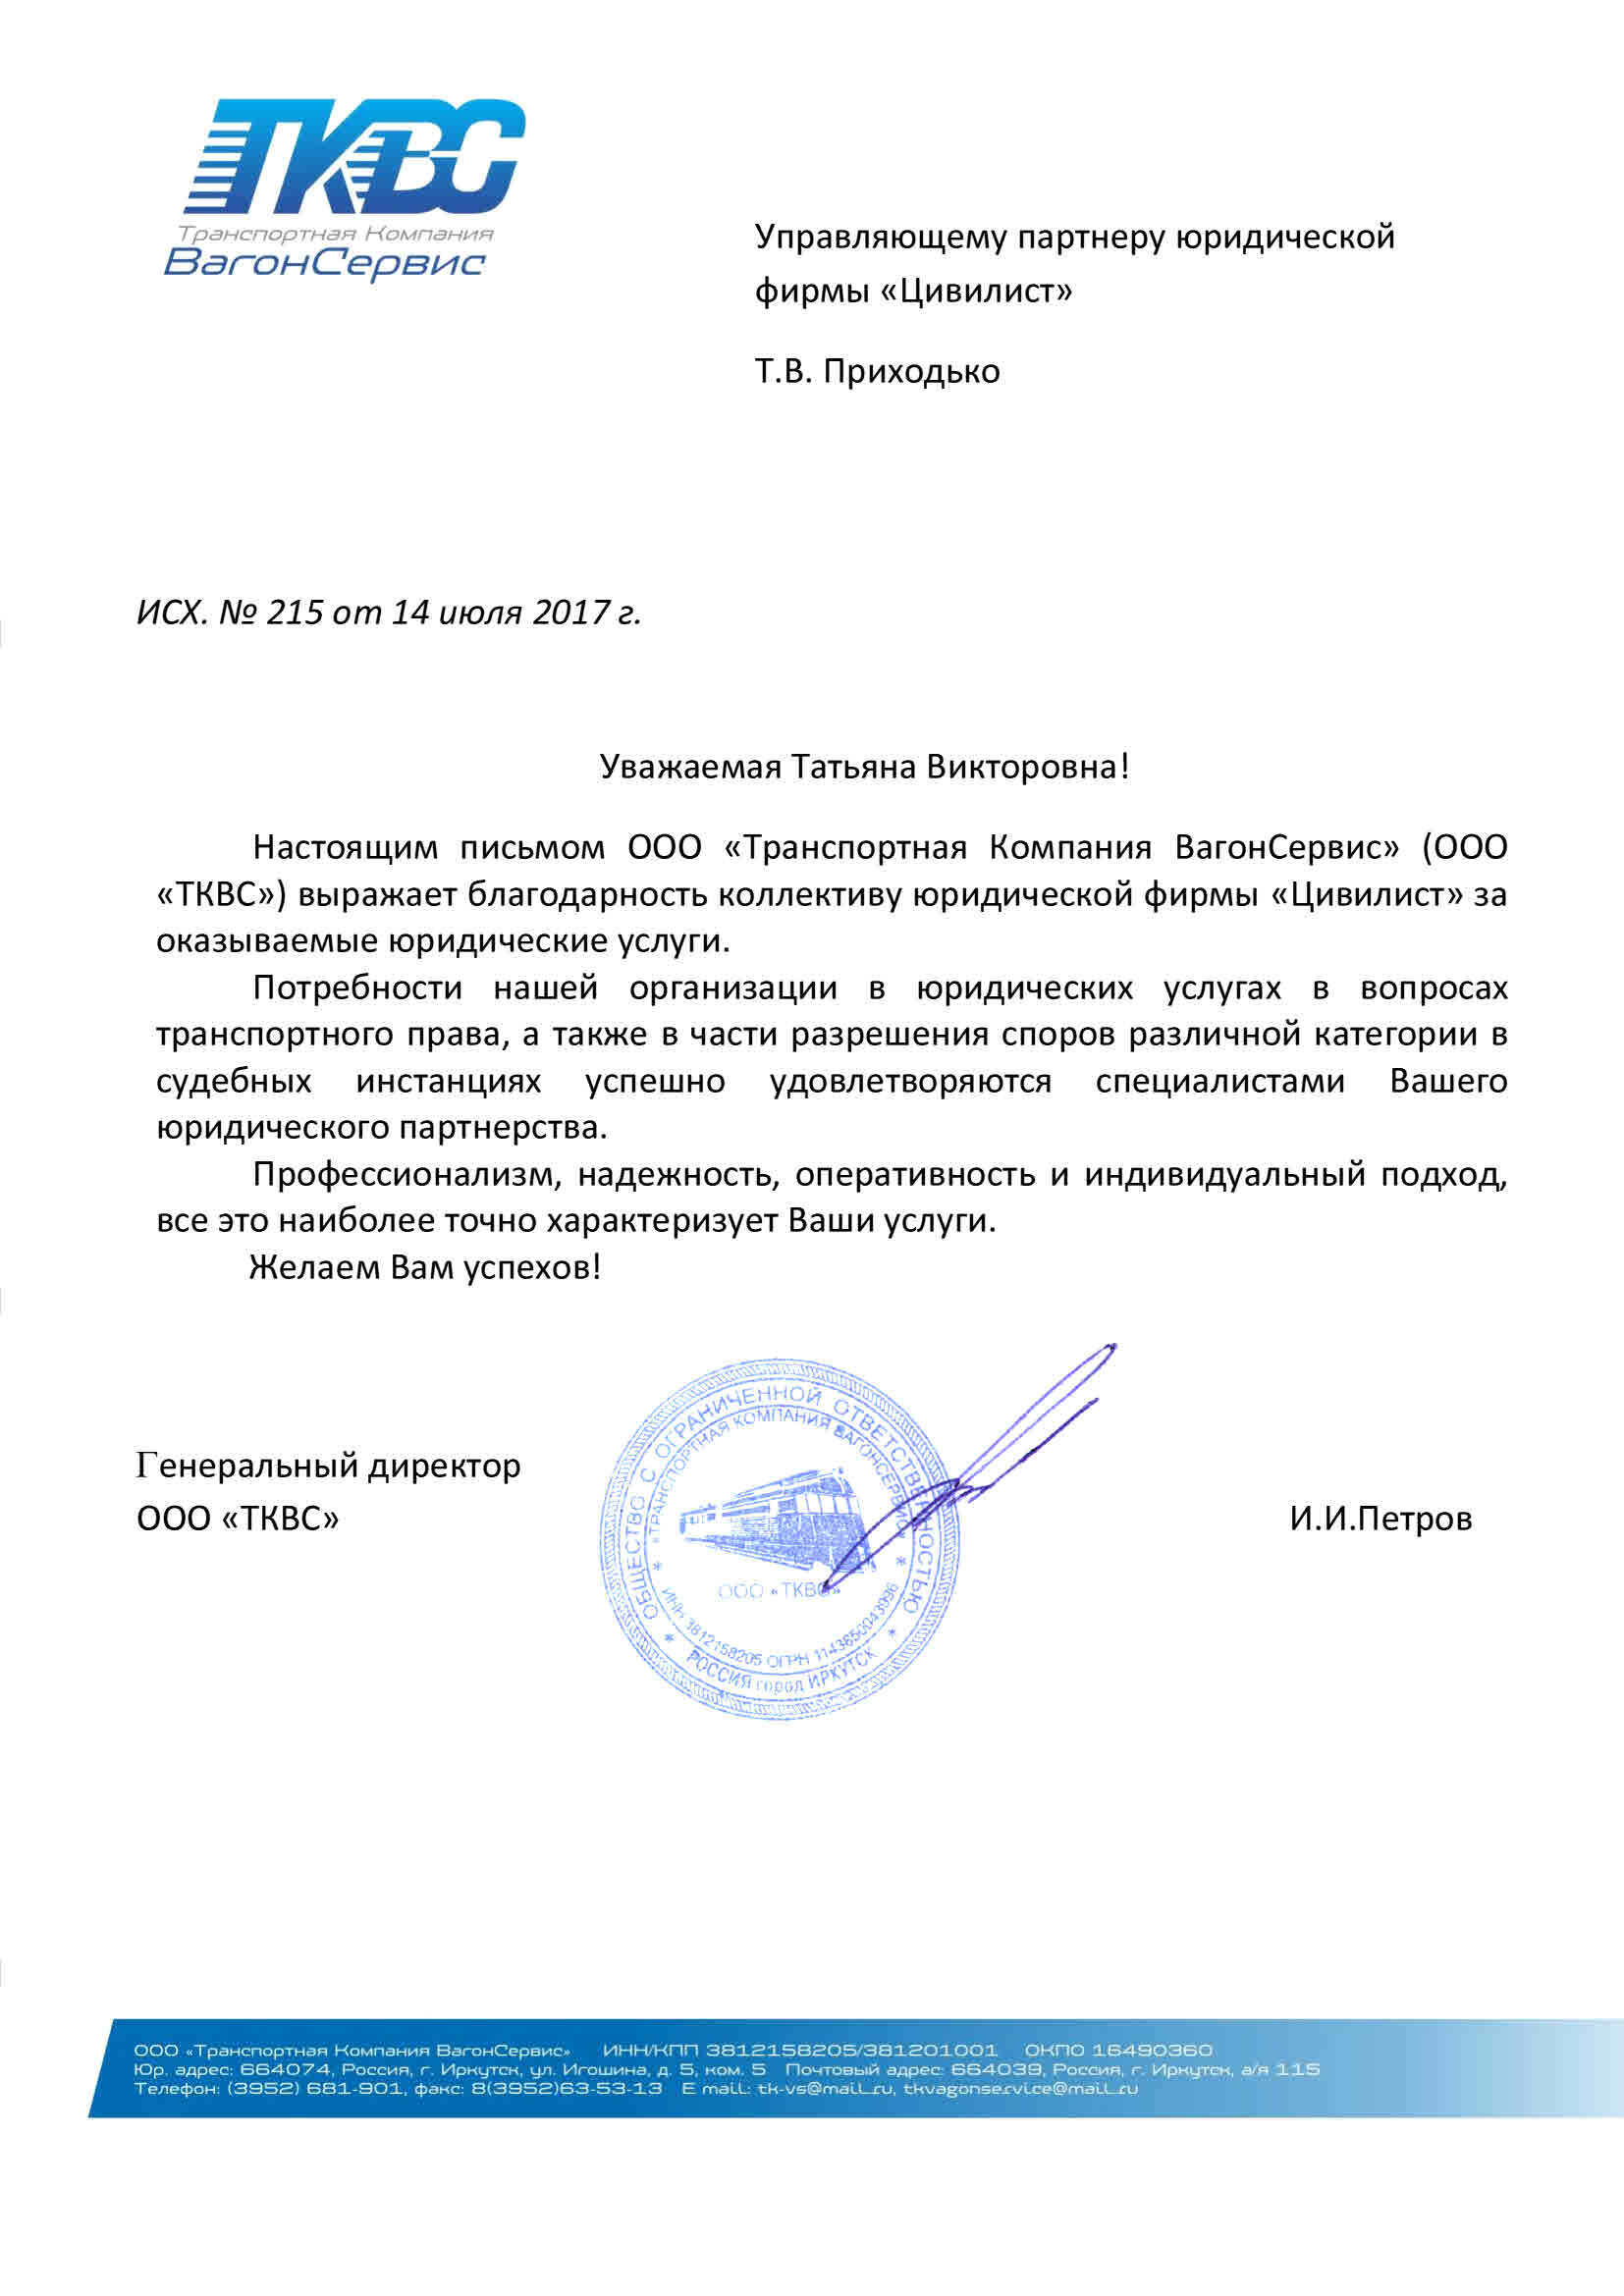 ТКВС
Транспортная Компания
ВагонСервис
Управляющему партнеру юридической
фирмы «Цивилист»
Т.В. Приходько
ИСХ. № 215 от 14 июля 2017 г.
Уважаемая Татьяна Викторовна!
Настоящим письмом ООО «Транспортная Компания ВагонСервис» (ООО
«ТКВС») выражает благодарность коллективу юридической фирмы «Цивилист» за
оказываемые юридические услуги.
Потребности нашей организации в юридических услугах в вопросах
транспортного права, а также в части разрешения споров различной категории в
судебных инстанциях успешно удовлетворяются специалистами Вашего
юридического партнерства.
Профессионализм, надежность, оперативность и индивидуальный подход,
все это наиболее точно характеризует Ваши услуги.
Желаем Вам успехов!
Генеральный директор
ООО «ТКВС»
И.И.Петров
ОБЩЕСТВО С ОГРАНИЧЕННОЙ ОТВЕТСТВЕННОСТЬЮ
«ТРАНСПОРТНАЯ КОМПАНИЯ ВАГОНСЕРВИС»
ООО «ТКВС»
ИНН 3812158205 ОГРН
РОССИЯ город ИРКУТСК
ООО «Транспортная Компания ВагонСервис» ИНН/КПП 3812158205/381201001 ОКПО 16490360
Юр. адрес: 664074, Россия, г. Иркутск, ул. Игошина, д. 5, ком. 5 Почтовый адрес: 664039, Россия, г. Иркутск, а/я 115
Телефон: (3952) 681-901, факс: 8(3952)63-53-13 E mail: tk-vs@mail.ru, tkvagonservice@mail.ru